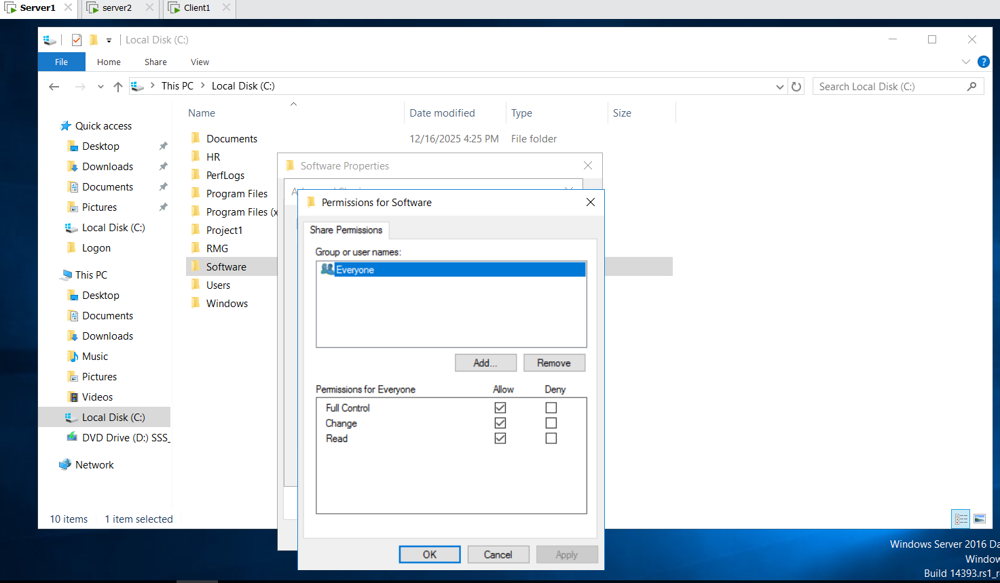 Server1
server2
Client1
Local Disk (C:)
File
Home
Share
View
?
This PC
Local Disk (C:)
Search Local Disk (C:)
Name
Date modified
Type
Size
Quick access
Desktop
Downloads
Documents
Pictures
Local Disk (C:)
Logon
This PC
Desktop
Documents
Downloads
Music
Pictures
Videos
Local Disk (C:)
DVD Drive (D:) SSS_
Network
Documents 12/16/2025 4:25 PM File folder
HR
PerfLogs
Program Files
Program Files (x
Project1
RMG
Software
Users
Windows
Software Properties
Permissions for Software
Share Permissions
Group or user names:
Everyone
Add...
Remove
Permissions for Everyone Allow Deny
Full Control
Change
Read
OK
Cancel
Apply
10 items 1 item selected
Windows Server 2016 Da
Window
Build 14393.rs1_r